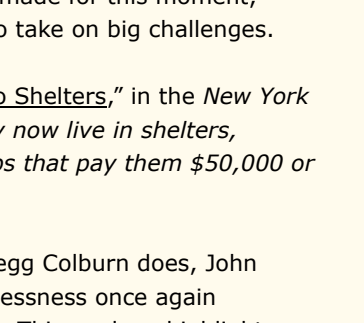 made for this moment,
o take on big challenges.
o Shelters,” in the New York
y now live in shelters,
os that pay them $50,000 or
egg Colburn does, John
essness once again